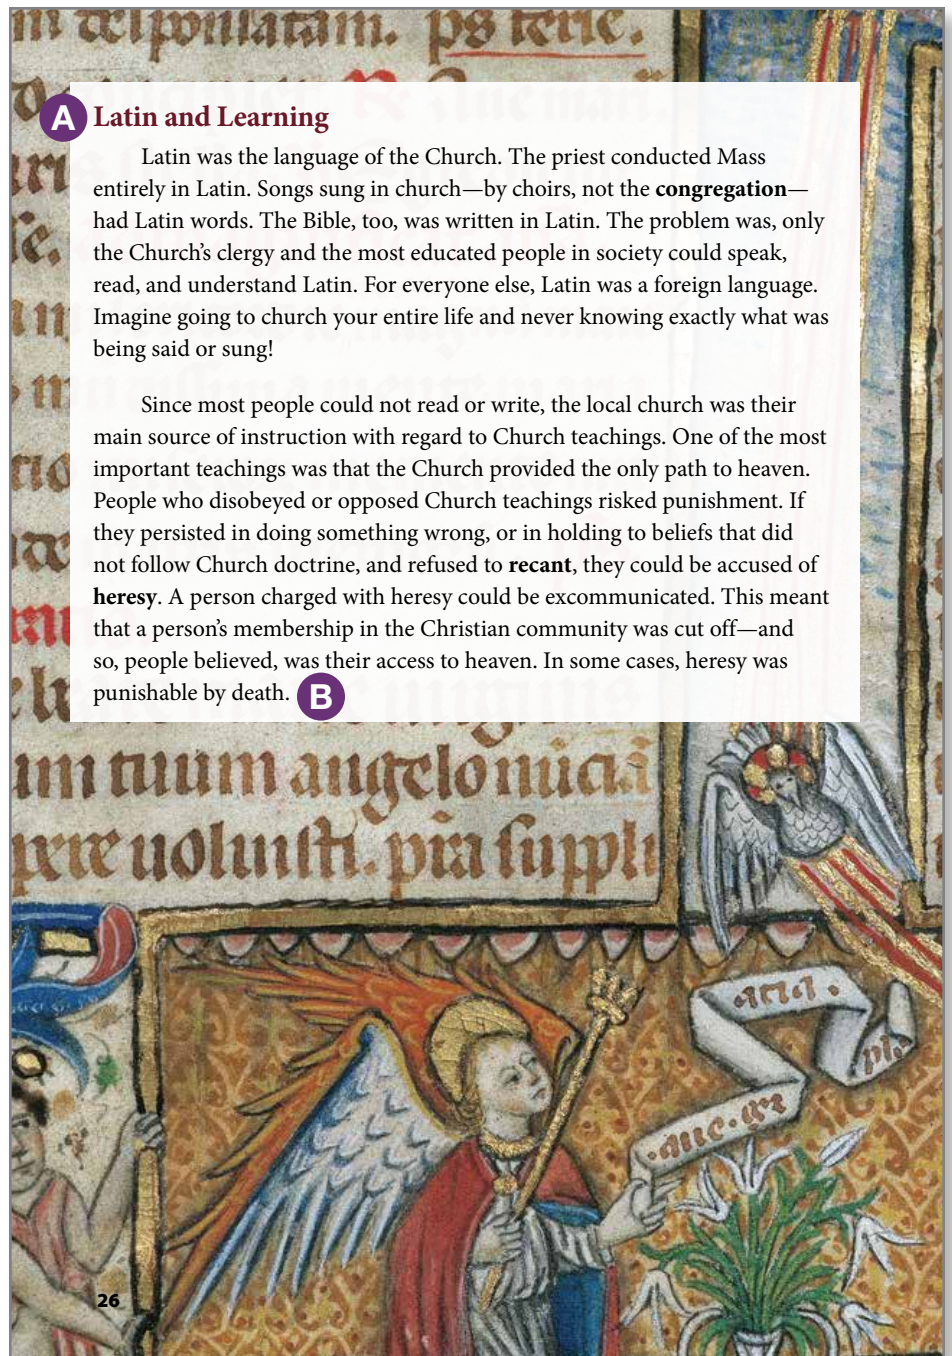 ps terie.
A Latin and Learning
Latin was the language of the Church. The priest conducted Mass
entirely in Latin. Songs sung in church—by choirs, not the congregation—
had Latin words. The Bible, too, was written in Latin. The problem was, only
the Church’s clergy and the most educated people in society could speak,
read, and understand Latin. For everyone else, Latin was a foreign language.
Imagine going to church your entire life and never knowing exactly what was
being said or sung!
Since most people could not read or write, the local church was their
main source of instruction with regard to Church teachings. One of the most
important teachings was that the Church provided the only path to heaven.
People who disobeyed or opposed Church teachings risked punishment. If
they persisted in doing something wrong, or in holding to beliefs that did
not follow Church doctrine, and refused to recant, they could be accused of
heresy. A person charged with heresy could be excommunicated. This meant
that a person’s membership in the Christian community was cut off—and
so, people believed, was their access to heaven. In some cases, heresy was
punishable by death. B
tuum angelo
uoluisti. suppli
26